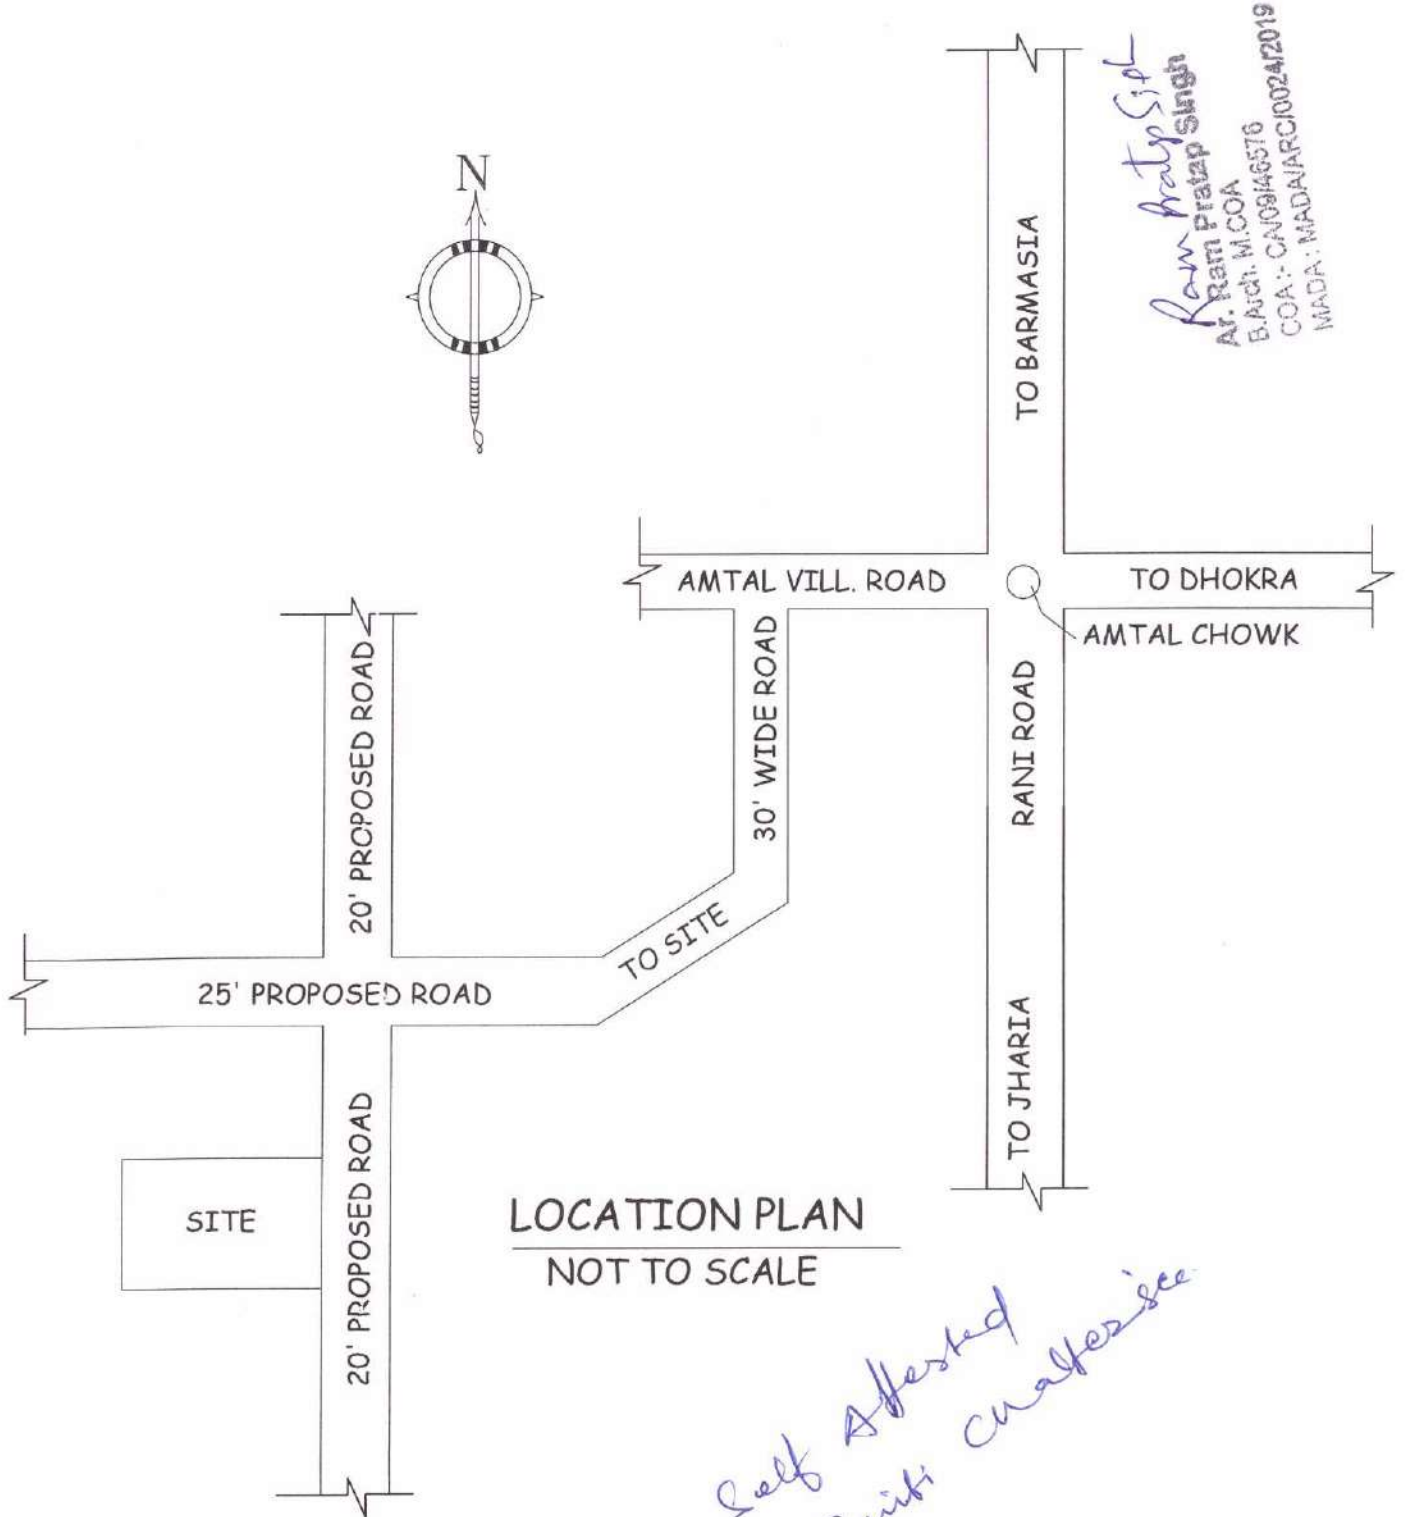 N
TO BARMASIA
Ram Pratap
Ar. Ram Pratap Singh
B.Arch. M.COA
COA :- CA/09/46576
MADA : MADA/ARC/0024/2019
AMTAL VILL. ROAD
TO DHOKRA
AMTAL CHOWK
30' WIDE ROAD
RANI ROAD
20' PROPOSED ROAD
TO SITE
25' PROPOSED ROAD
TO JHARIA
SITE
20' PROPOSED ROAD
LOCATION PLAN
NOT TO SCALE
Self Attested